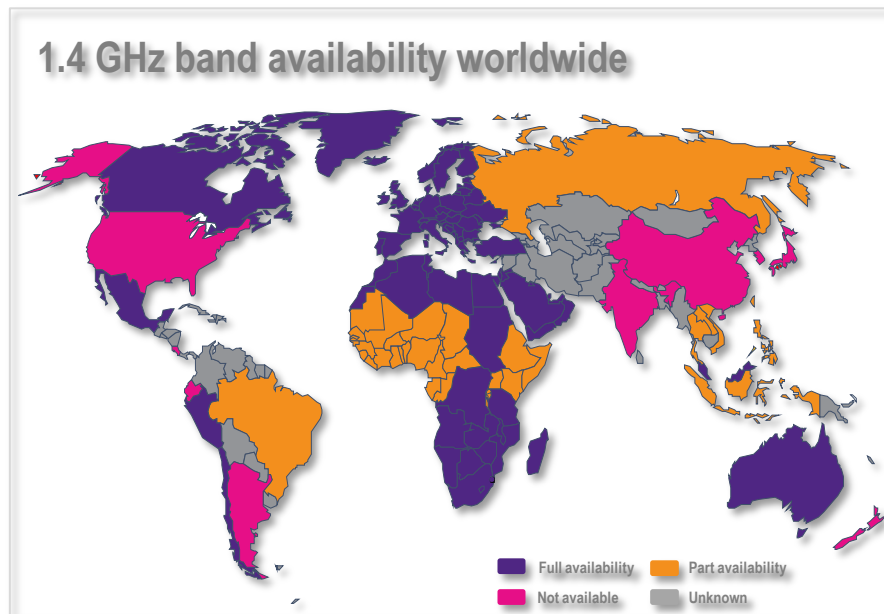 1.4 GHz band availability worldwide
Full availability
Part availability
Not available
Unknown